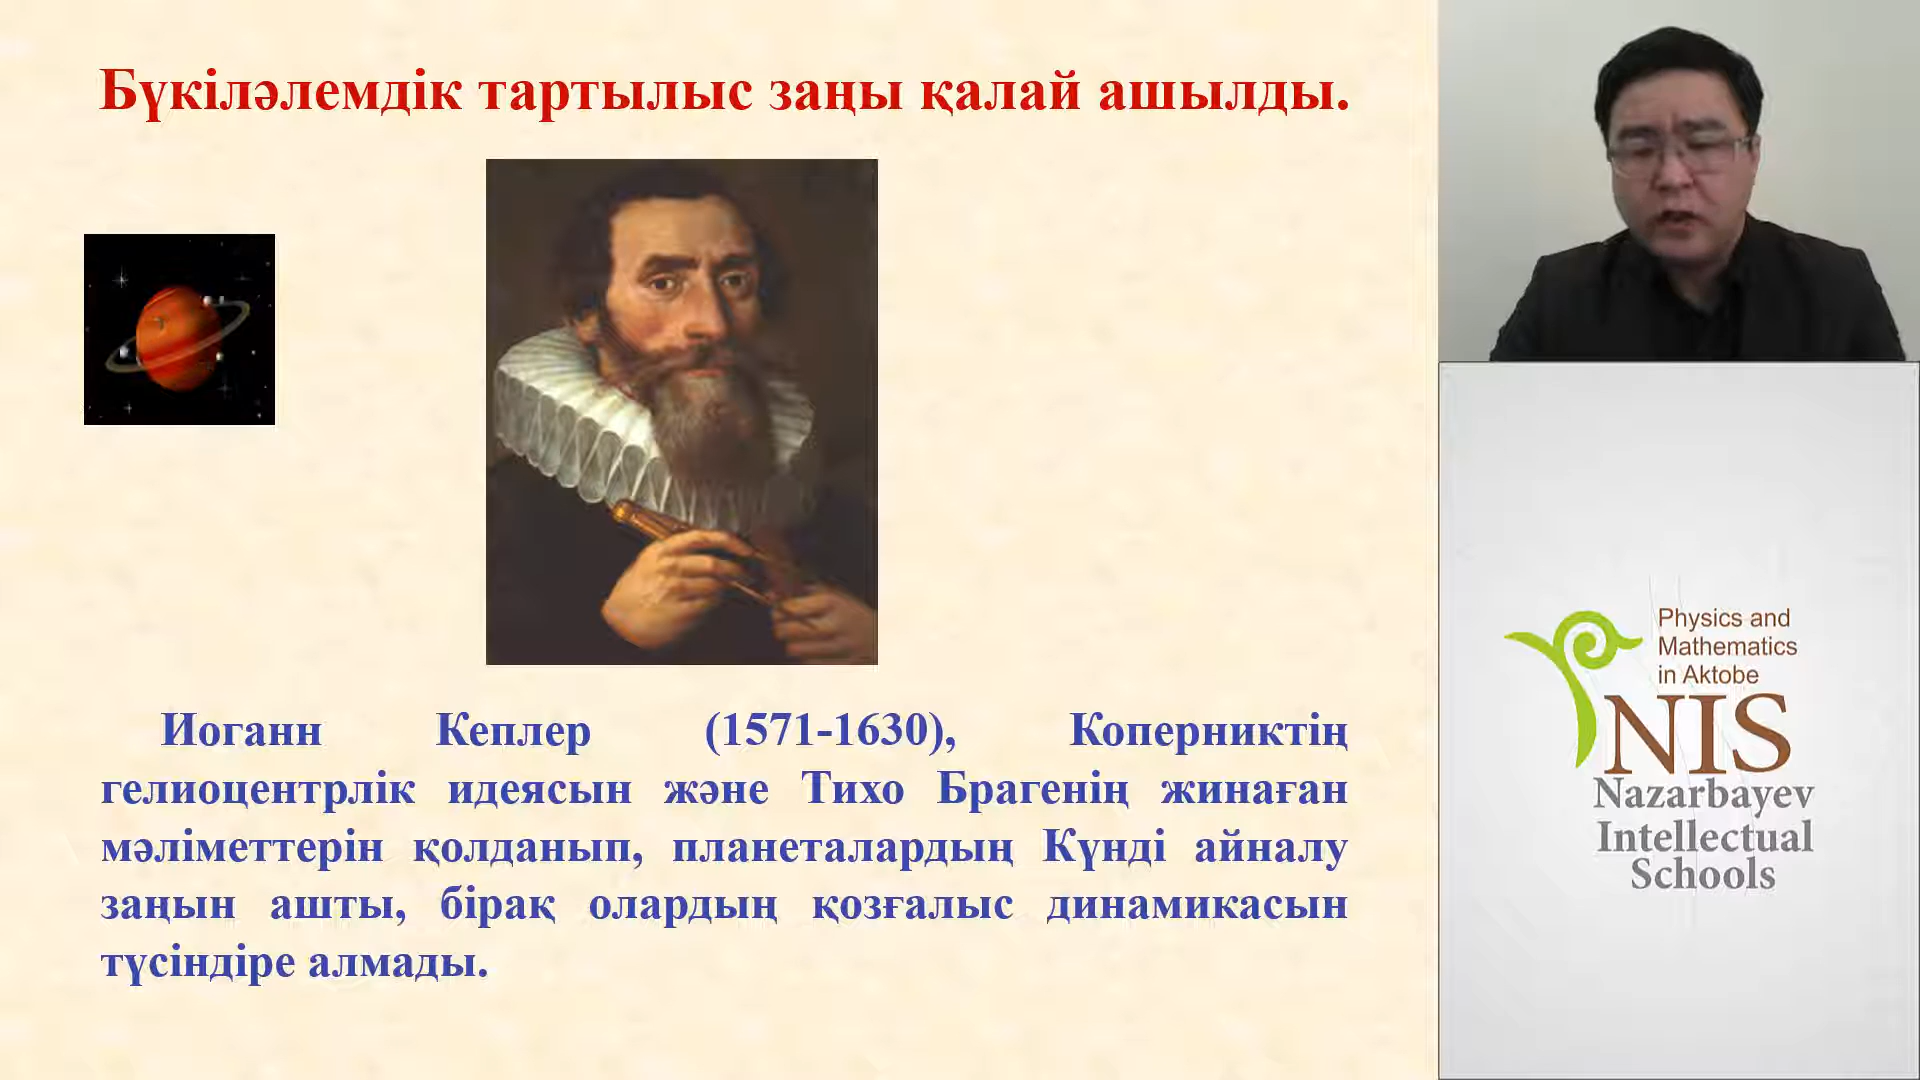 Бүкіләлемдік тартылыс заңы қалай ашылды.
Иоганн Кеплер (1571-1630), Коперниктің
гелиоцентрлік идеясын және Тихо Брагенің жинаған
мәліметтерін қолданып, планеталардың Күнді айналу
заңын ашты, бірақ олардың қозғалыс динамикасын
түсіндіре алмады.
Physics and
Mathematics
in Aktobe
NIS
Nazarbayev
Intellectual
Schools